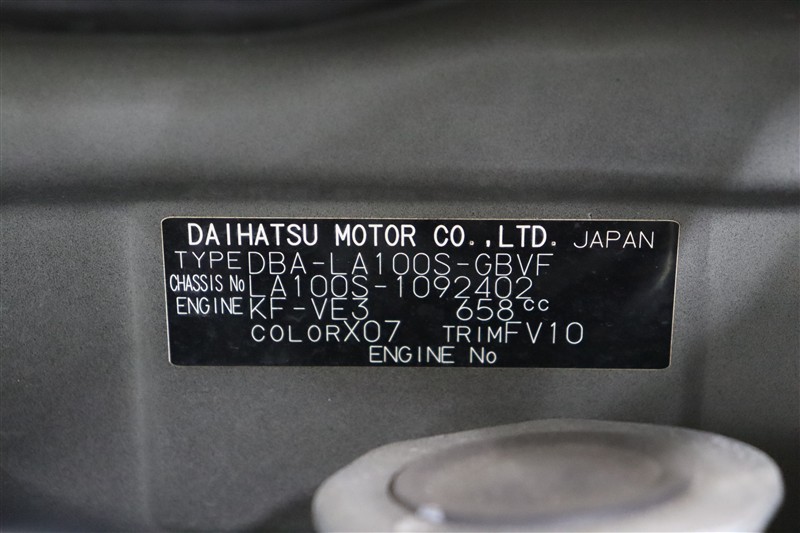 DAIHATSU MOTOR CO.,LTD. JAPAN
TYPE DBA-LA100S-GBVF
CHASSIS No LA100S-1092402
ENGINE KF-VE3 658cc
COLOR X07 TRIM FV10
ENGINE No